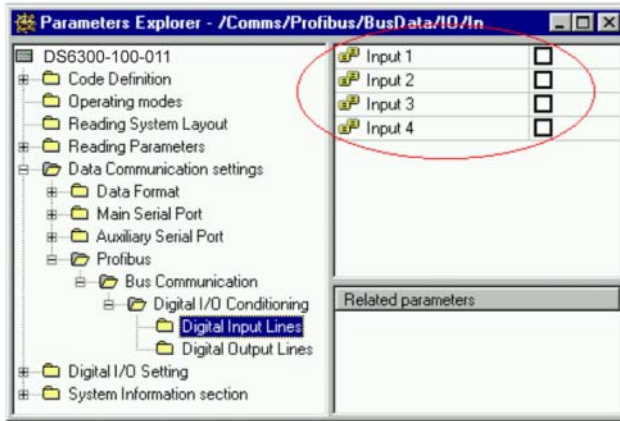 Parameters Explorer - /Comms/Profibus/BusData/IO/In
DS6300-100-011
Code Definition
Operating modes
Reading System Layout
Reading Parameters
Data Communication settings
Data Format
Main Serial Port
Auxiliary Serial Port
Profibus
Bus Communication
Digital I/O Conditioning
Digital Input Lines
Digital Output Lines
Digital I/O Setting
System Information section
Input 1
Input 2
Input 3
Input 4
Related parameters